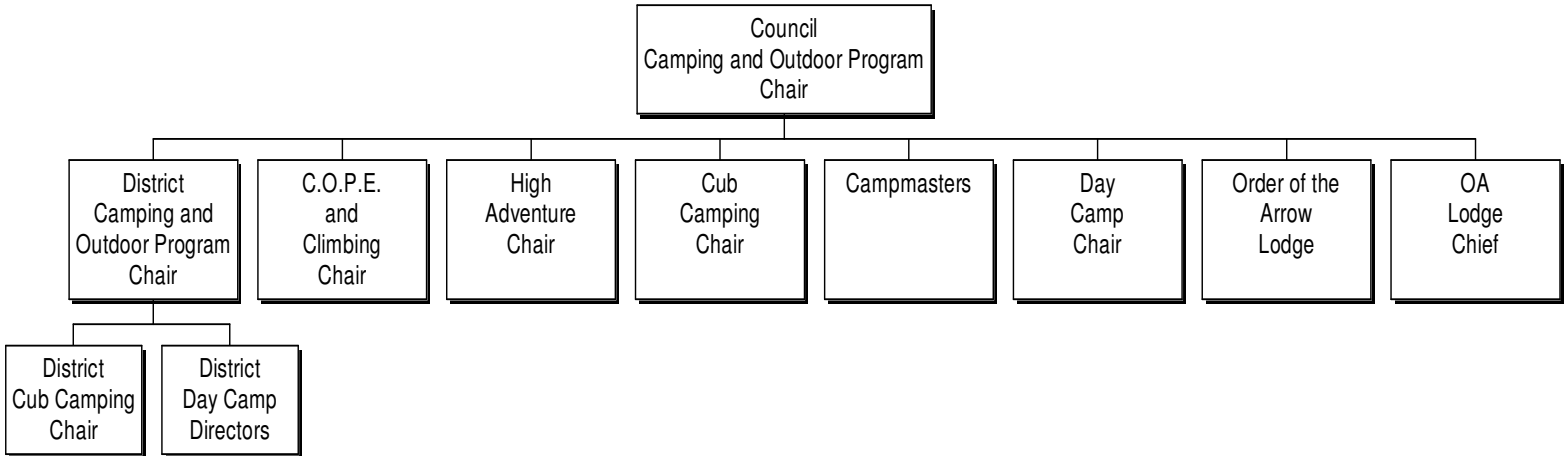 Council
Camping and Outdoor Program
Chair
District
Camping and
Outdoor Program
Chair
C.O.P.E.
and
Climbing
Chair
High
Adventure
Chair
Cub
Camping
Chair
Campmasters
Day
Camp
Chair
Order of the
Arrow
Lodge
OA
Lodge
Chief
District
Cub Camping
Chair
District
Day Camp
Directors